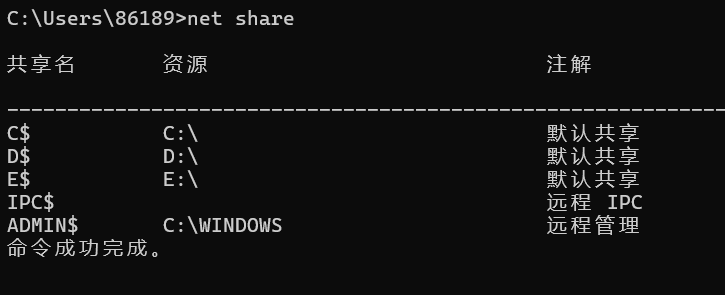 C:\Users\86189>net share
共享名 资源 注解
-------------------------------------------------------------------------------
C$ C:\ 默认共享
D$ D:\ 默认共享
E$ E:\ 默认共享
IPC$ 远程 IPC
ADMIN$ C:\WINDOWS 远程管理
命令成功完成。